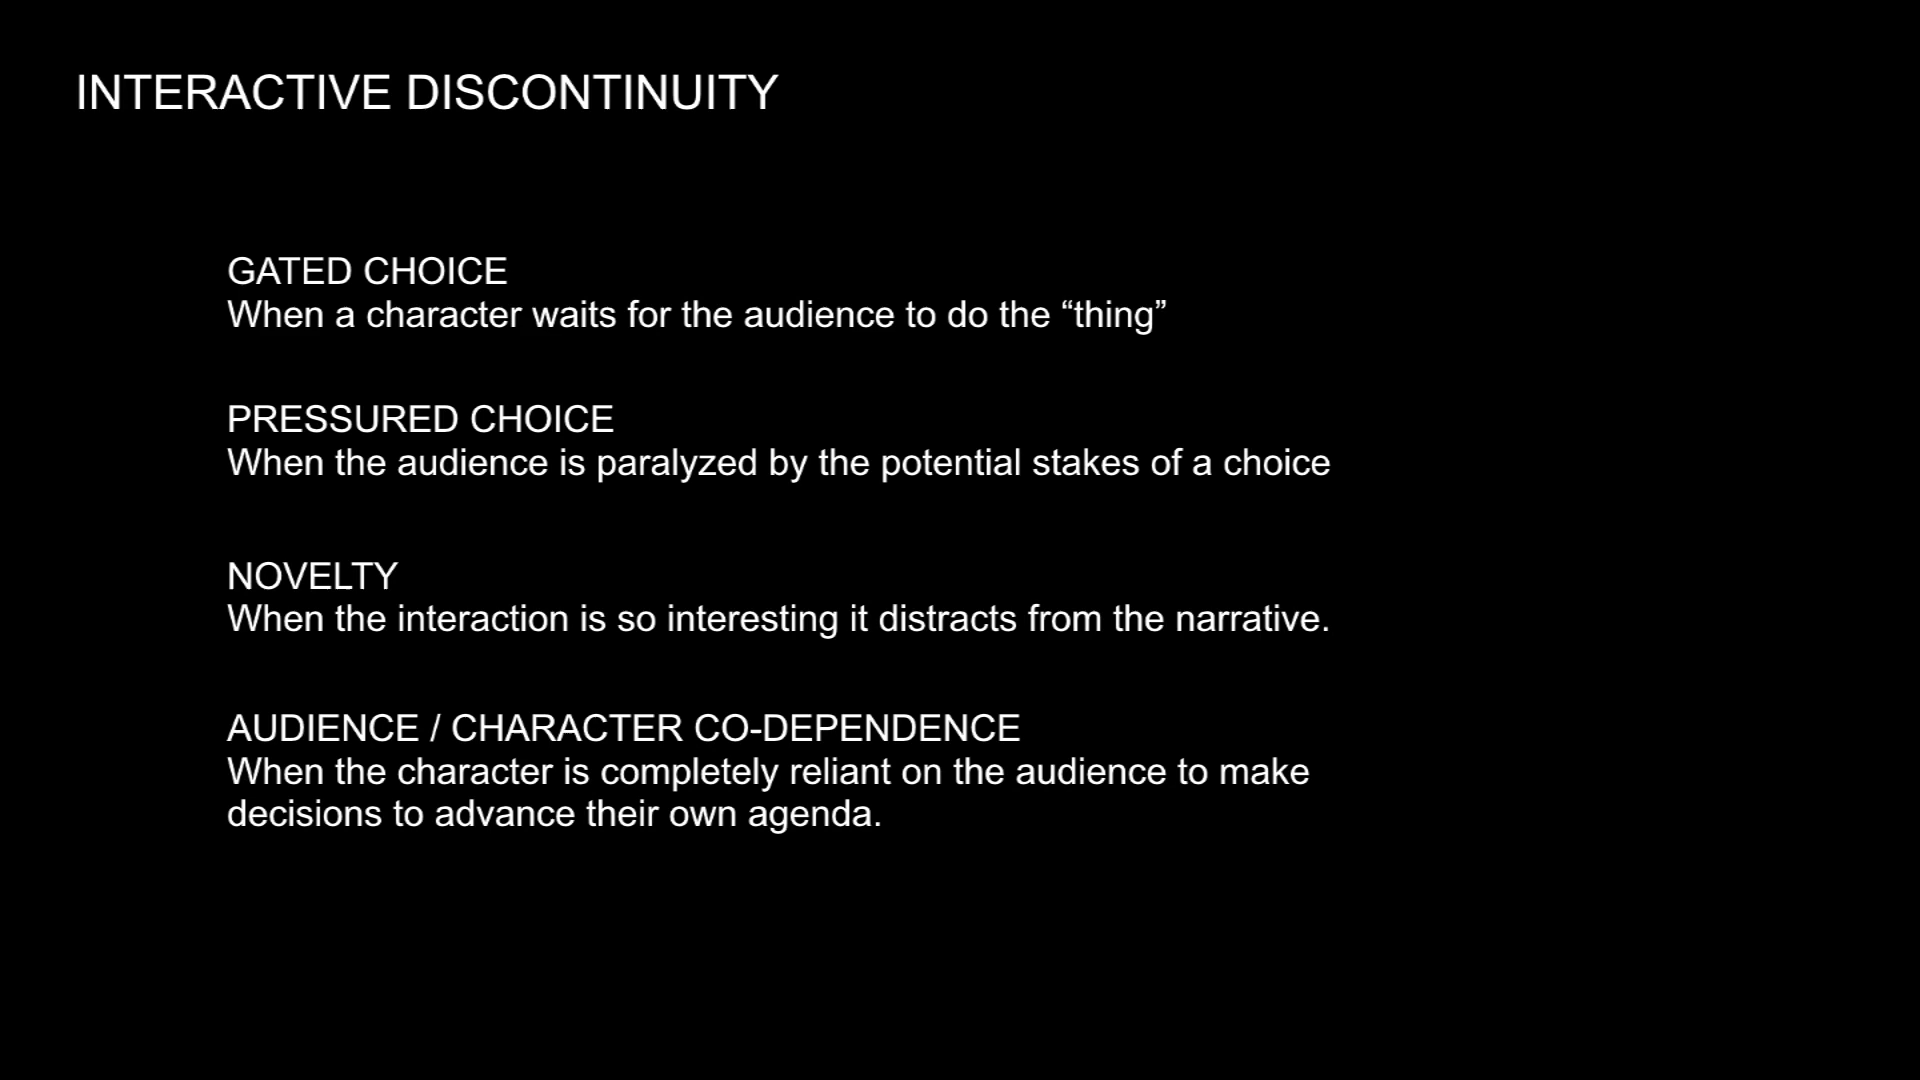 INTERACTIVE DISCONTINUITY
GATED CHOICE
When a character waits for the audience to do the “thing”
PRESSURED CHOICE
When the audience is paralyzed by the potential stakes of a choice
NOVELTY
When the interaction is so interesting it distracts from the narrative.
AUDIENCE / CHARACTER CO-DEPENDENCE
When the character is completely reliant on the audience to make
decisions to advance their own agenda.